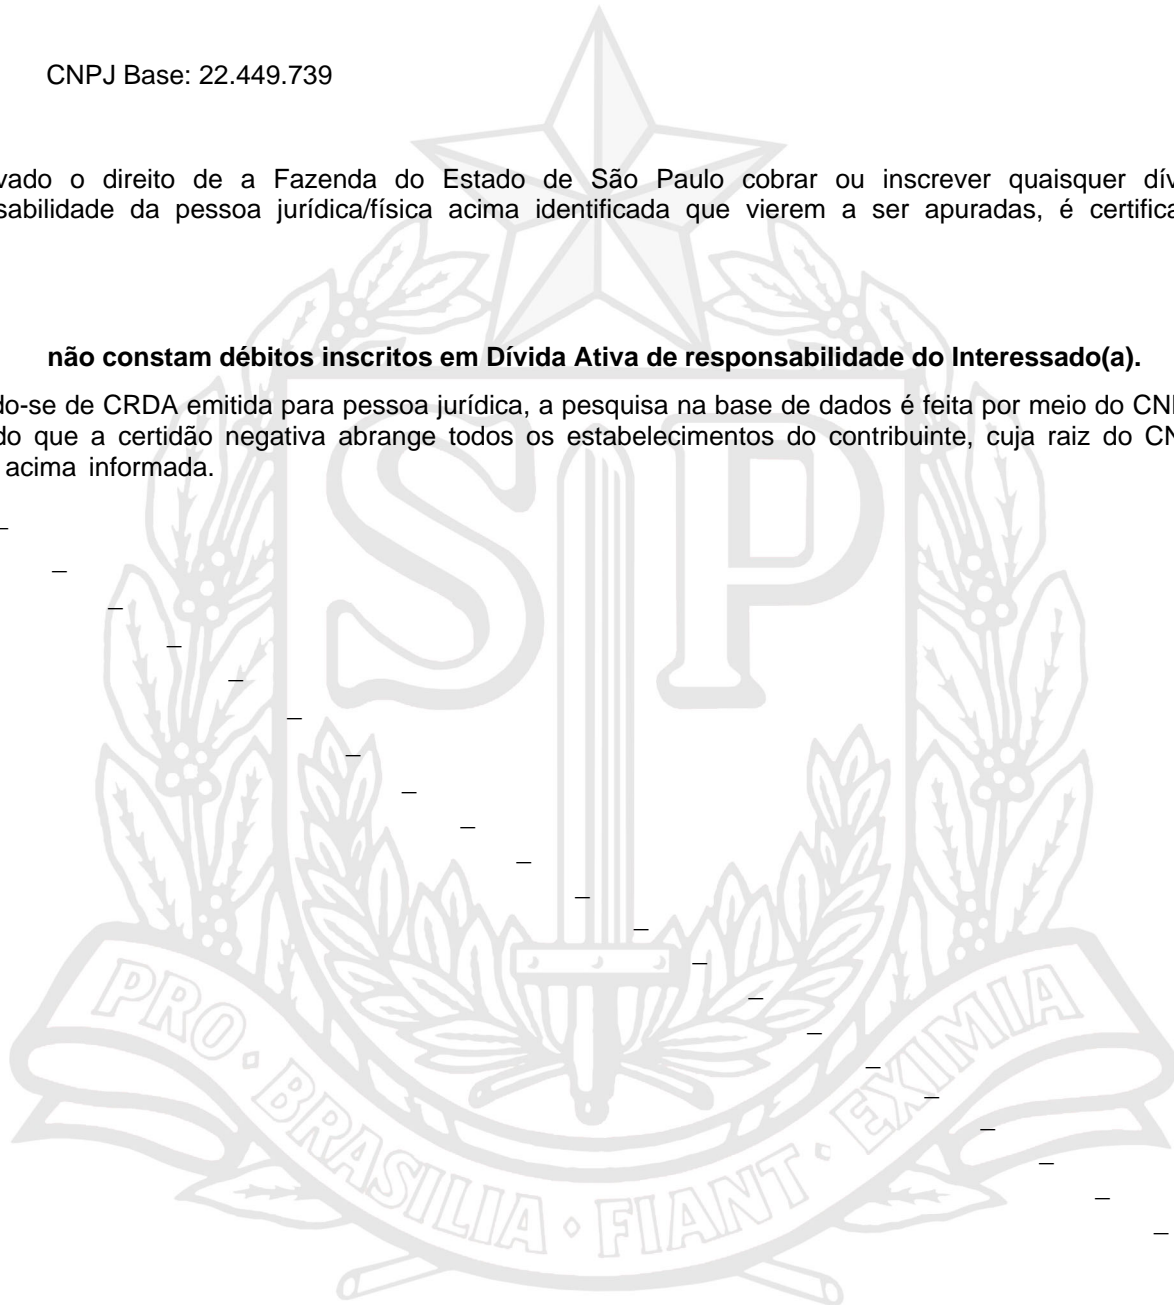 CNPJ Base: 22.449.739
vado o direito de a Fazenda do Estado de São Paulo cobrar ou inscrever quaisquer dív
sabilidade da pessoa jurídica/física acima identificada que vierem a ser apuradas, é certifica
não constam débitos inscritos em Dívida Ativa de responsabilidade do Interessado(a).
do-se de CRDA emitida para pessoa jurídica, a pesquisa na base de dados é feita por meio do CN
do que a certidão negativa abrange todos os estabelecimentos do contribuinte, cuja raiz do CN
acima informada.
SP
PRO · BRASILIA · FIANT · EXIMIA